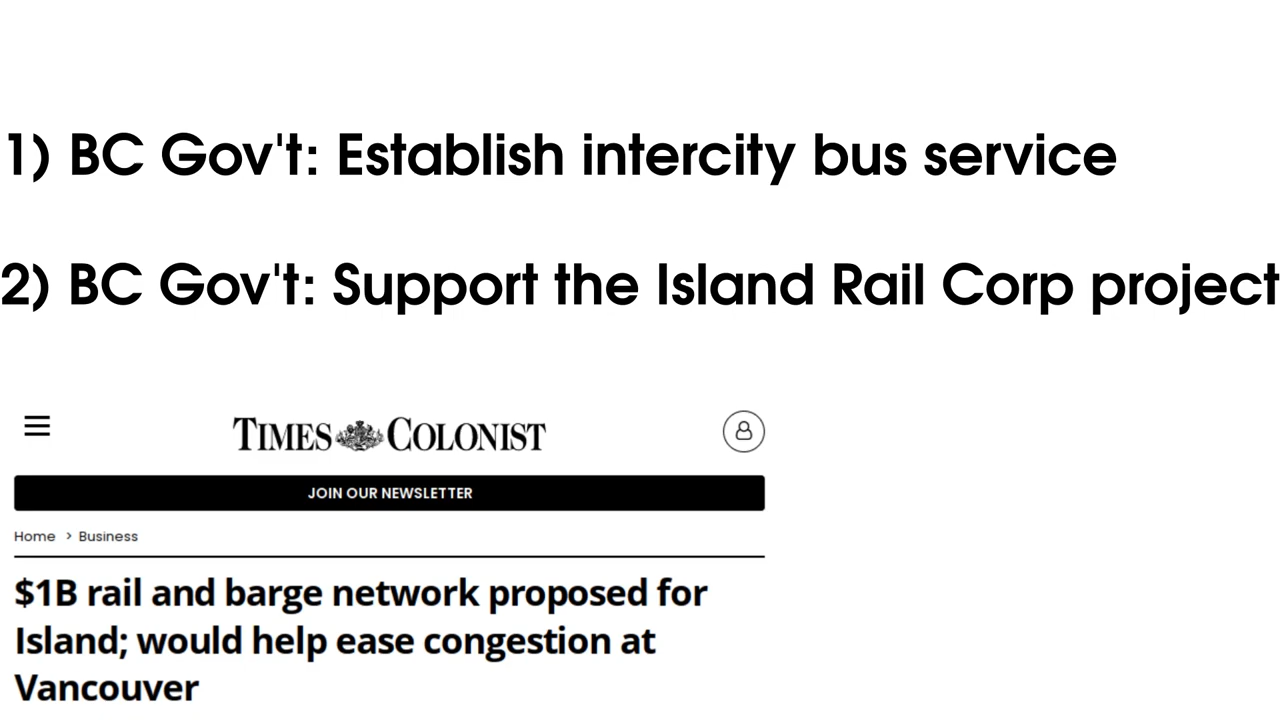 1) BC Gov't: Establish intercity bus service
2) BC Gov't: Support the Island Rail Corp project
TIMES COLONIST
JOIN OUR NEWSLETTER
Home > Business
$1B rail and barge network proposed for
Island; would help ease congestion at
Vancouver